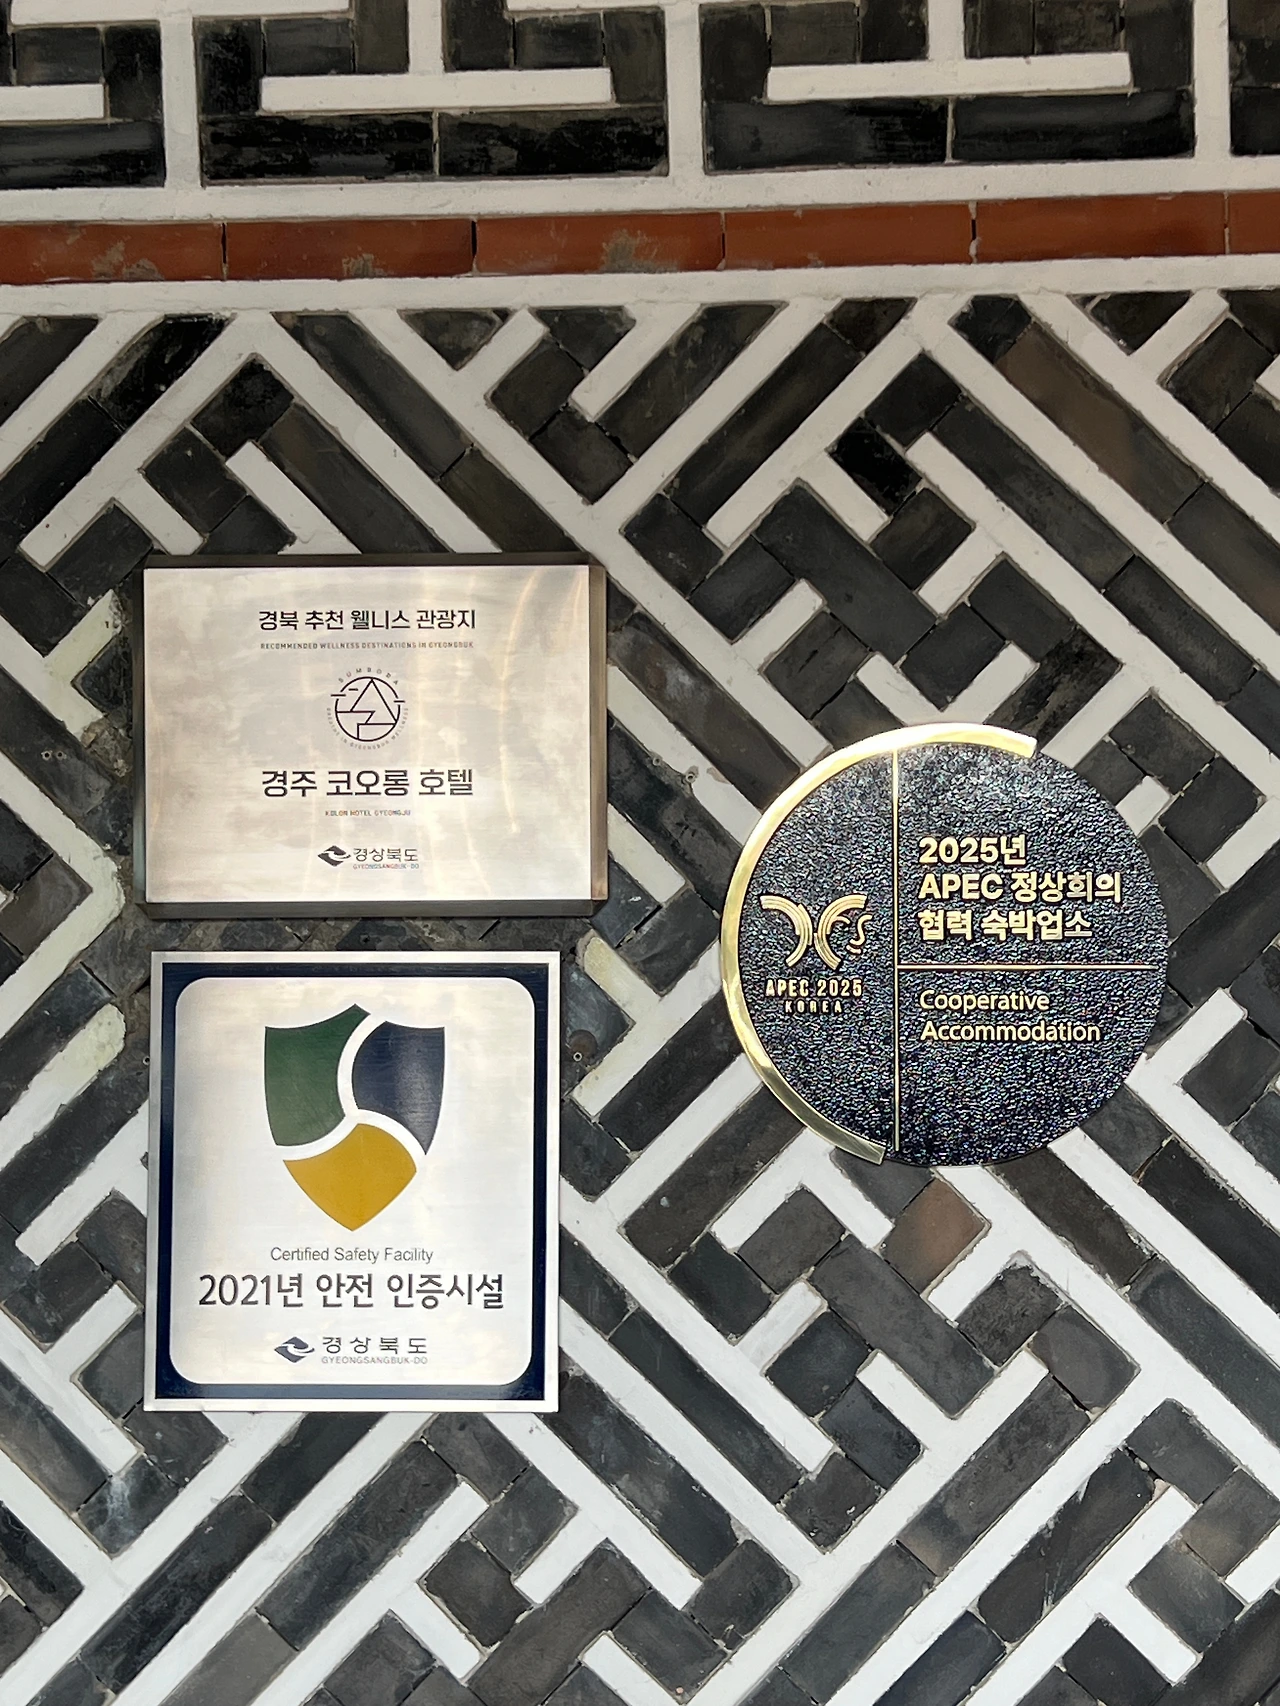 경북 추천 웰니스 관광지
RECOMMENDED WELLNESS DESTINATIONS IN GYEONGBUK
SUMBORA
경주 코오롱 호텔
KOLON HOTEL GYEONGJU
경상북도
GYEONGSANGBUK-DO
Certified Safety Facility
2021년 안전 인증시설
경상북도
GYEONGSANGBUK-DO
APEC 2025
KOREA
2025년
APEC 정상회의
협력 숙박업소
Cooperative
Accommodation